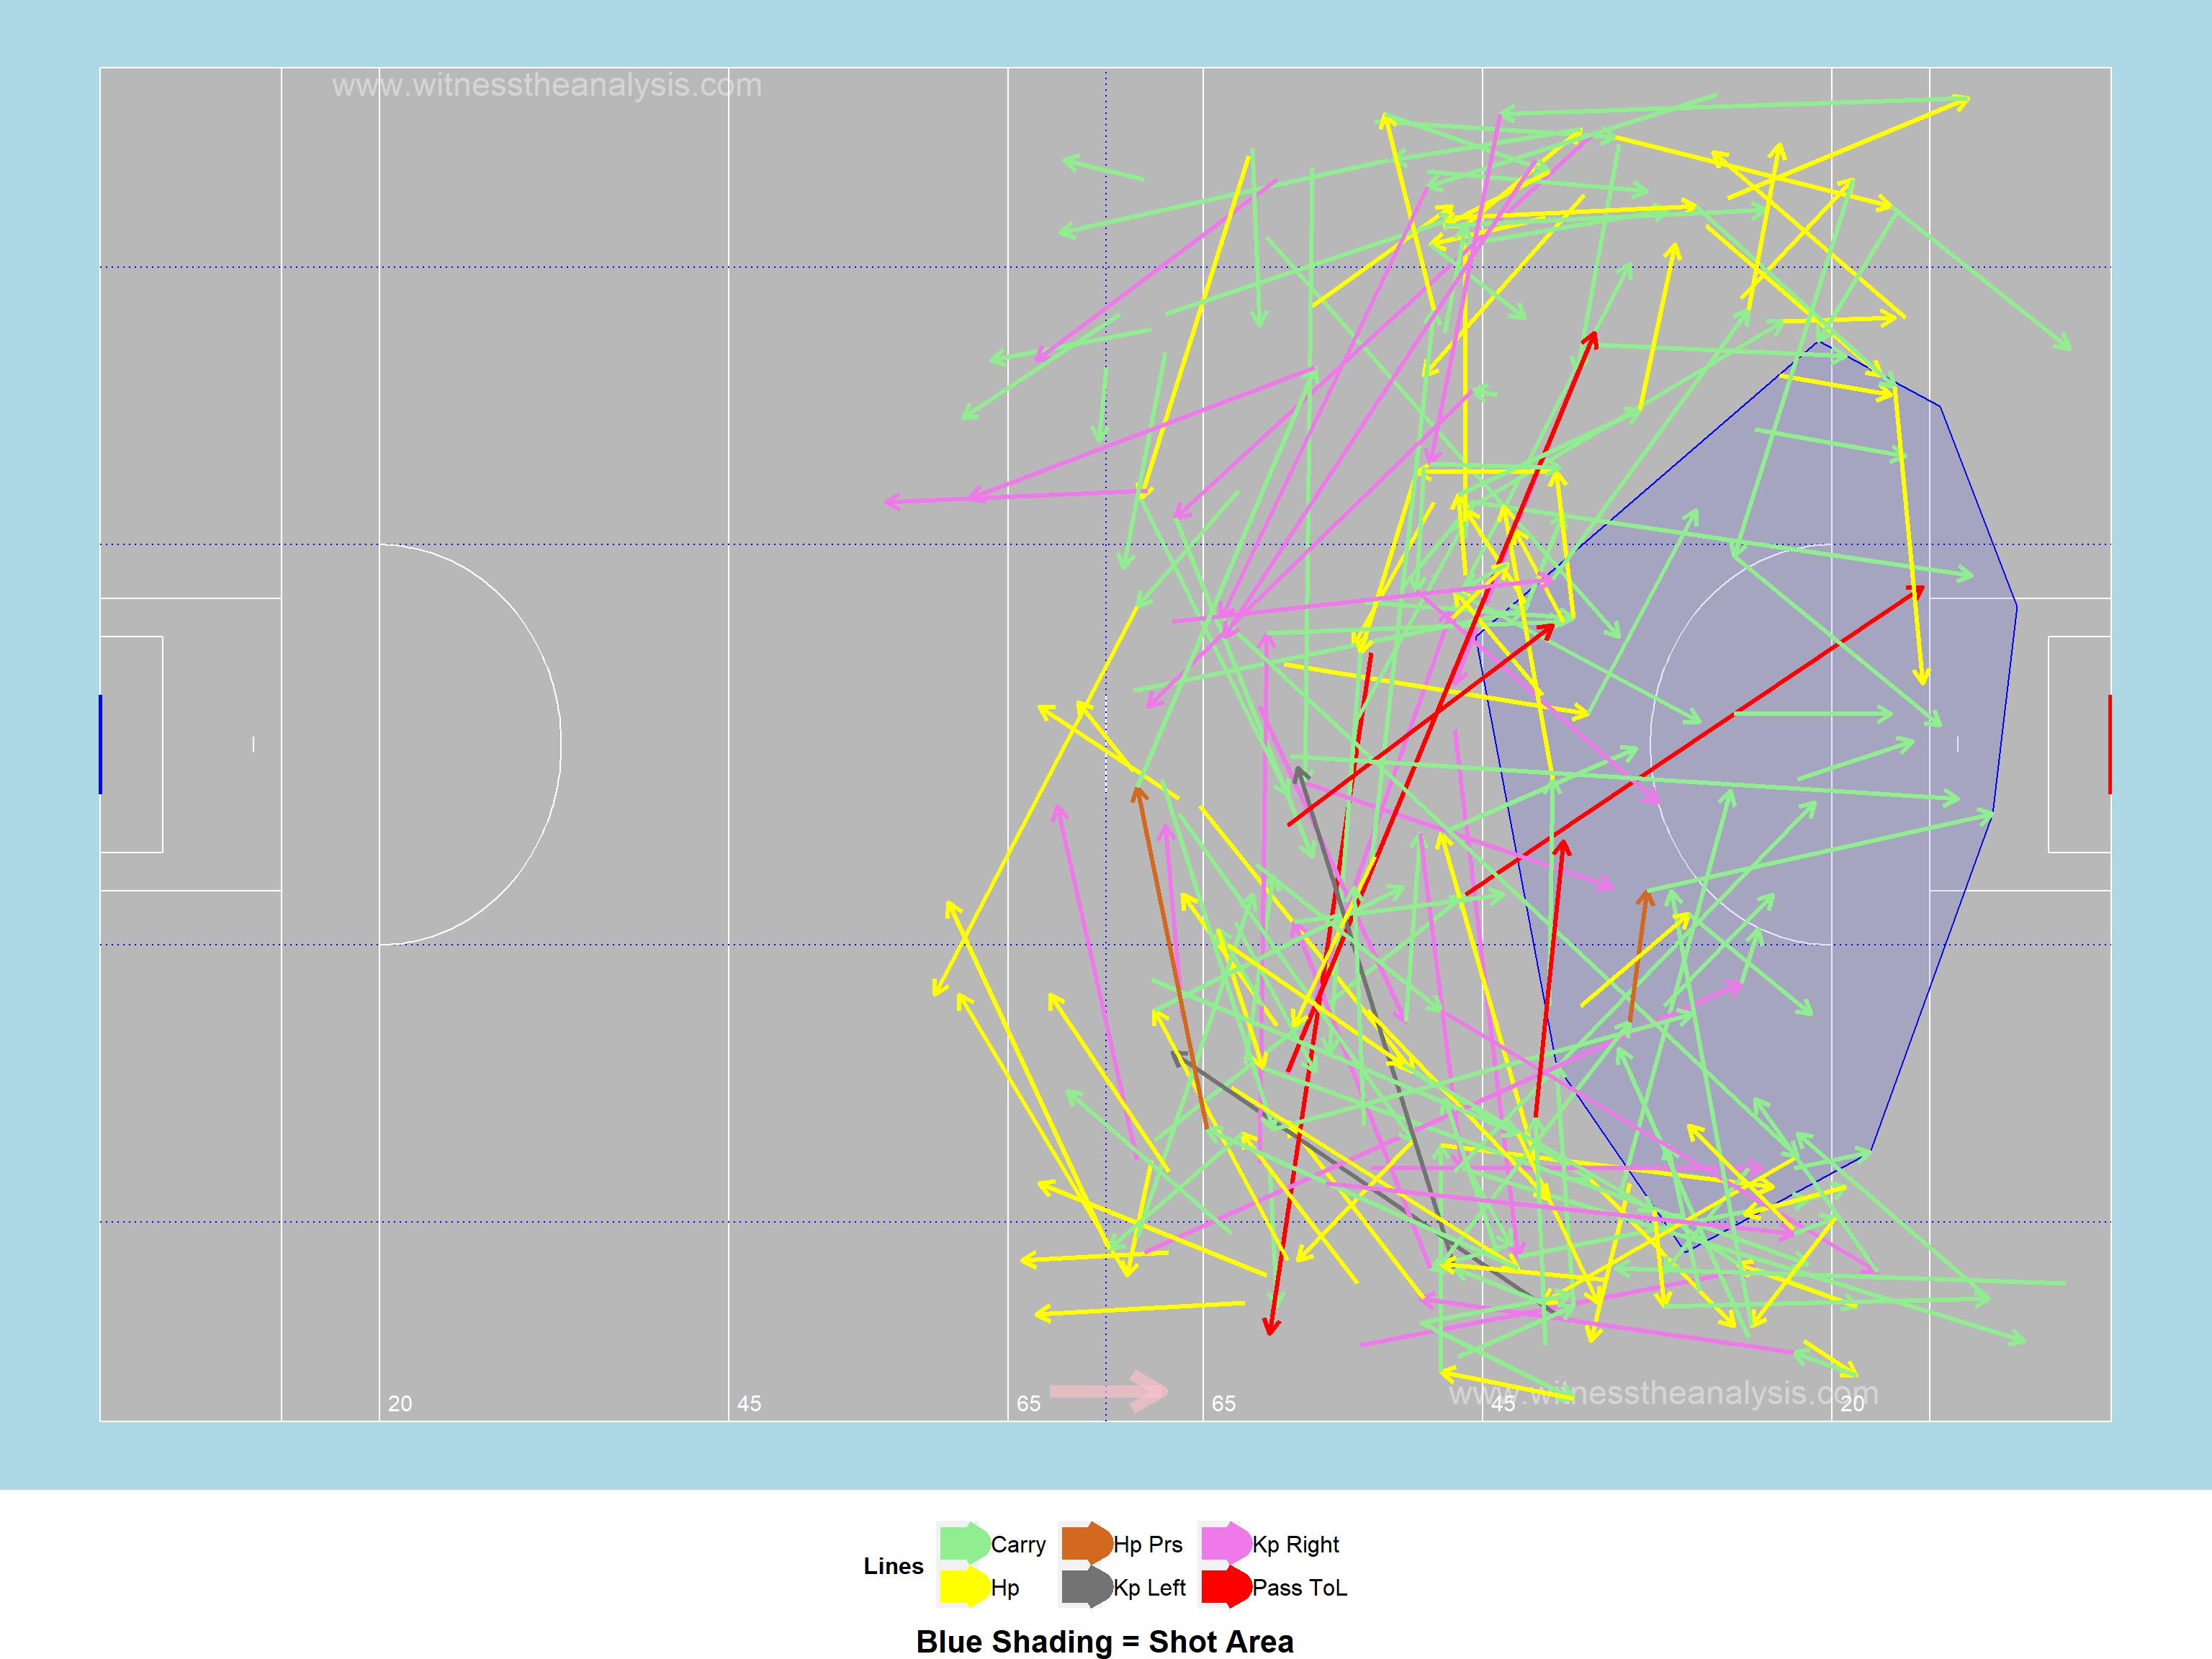 www.witnesstheanalysis.com
20
45
65
65
45
20
www.witnesstheanalysis.com
Lines
Carry
Hp Prs
Kp Right
Hp
Kp Left
Pass ToL
Blue Shading = Shot Area